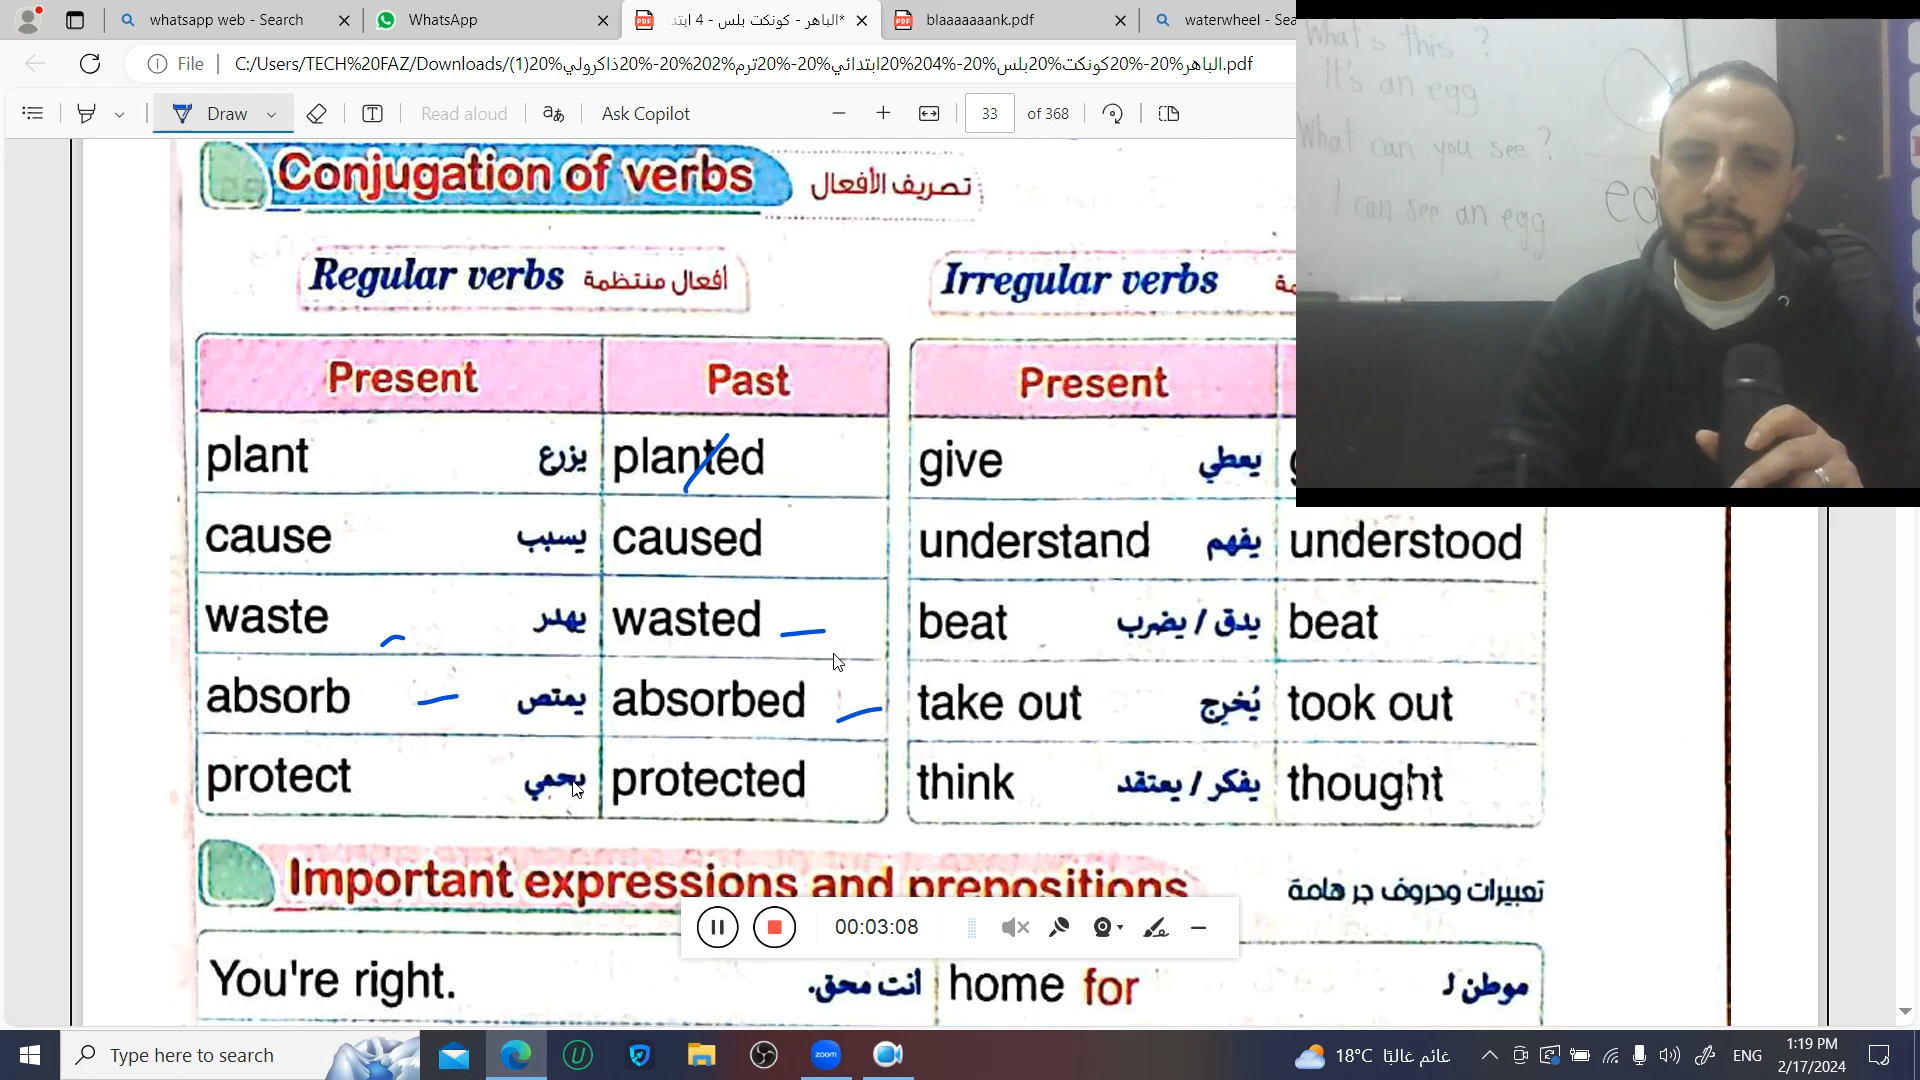 whatsapp web - Search
WhatsApp
*الباهر - كونكت بلس - 4 ابتدا
blaaaaaaank.pdf
waterwheel - Sea
File
C:/Users/TECH%20FAZ/Downloads/(1)%20الباهر%20-%20كونكت%20بلس%20-%204%20ابتدائي%20-%20ترم%202%20-%20ذاكرولي.pdf
Draw
Read aloud
Ask Copilot
33
of 368
What's this ?
It's an egg
What can you see ?
I can see an egg
Conjugation of verbs
تصريف الأفعال
Regular verbs أفعال منتظمة
Irregular verbs
Present Past
Present
plant يزرع planted
give يعطي
cause يسبب caused
understand يفهم understood
waste يهدر wasted
beat يدق / يضرب beat
absorb يمتص absorbed
take out يُخرِج took out
protect يحمي protected
think يفكر / يعتقد thought
Important expressions and prepositions
تعبيرات وحروف جر هامة
00:03:08
You're right. انت محق.
home for موطن لـ
Type here to search
zoom
18°C غائم غالبًا
ENG
1:19 PM
2/17/2024